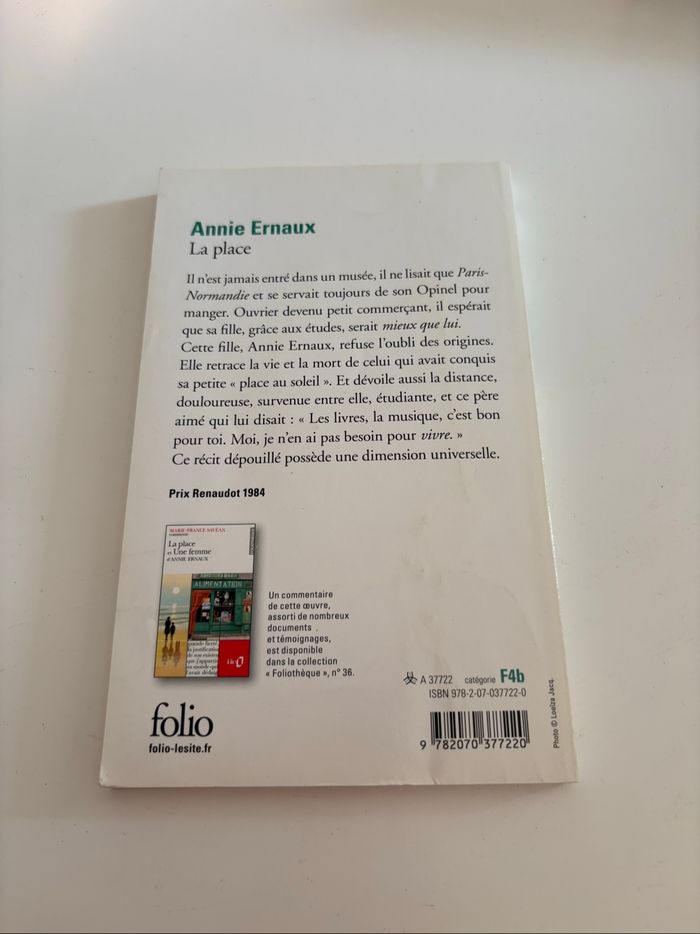 Annie Ernaux
La place
Il n'est jamais entré dans un musée, il ne lisait que Paris-
Normandie et se servait toujours de son Opinel pour
manger. Ouvrier devenu petit commerçant, il espérait
que sa fille, grâce aux études, serait mieux que lui.
Cette fille, Annie Ernaux, refuse l'oubli des origines.
Elle retrace la vie et la mort de celui qui avait conquis
sa petite « place au soleil ». Et dévoile aussi la distance,
douloureuse, survenue entre elle, étudiante, et ce père
aimé qui lui disait : « Les livres, la musique, c'est bon
pour toi. Moi, je n'en ai pas besoin pour vivre. »
Ce récit dépouillé possède une dimension universelle.
Prix Renaudot 1984
MARIE-FRANCE SAVÉAN
La place
et Une femme
d'ANNIE ERNAUX
ALIMENTATION
Un commentaire
de cette œuvre,
assorti de nombreux
documents
et témoignages,
est disponible
dans la collection
« Foliothèque », n° 36.
folio
folio-lesite.fr
A 37722 catégorie F4b
ISBN 978-2-07-037722-0
9 782070 377220
Photo © Loeiza Jacq.